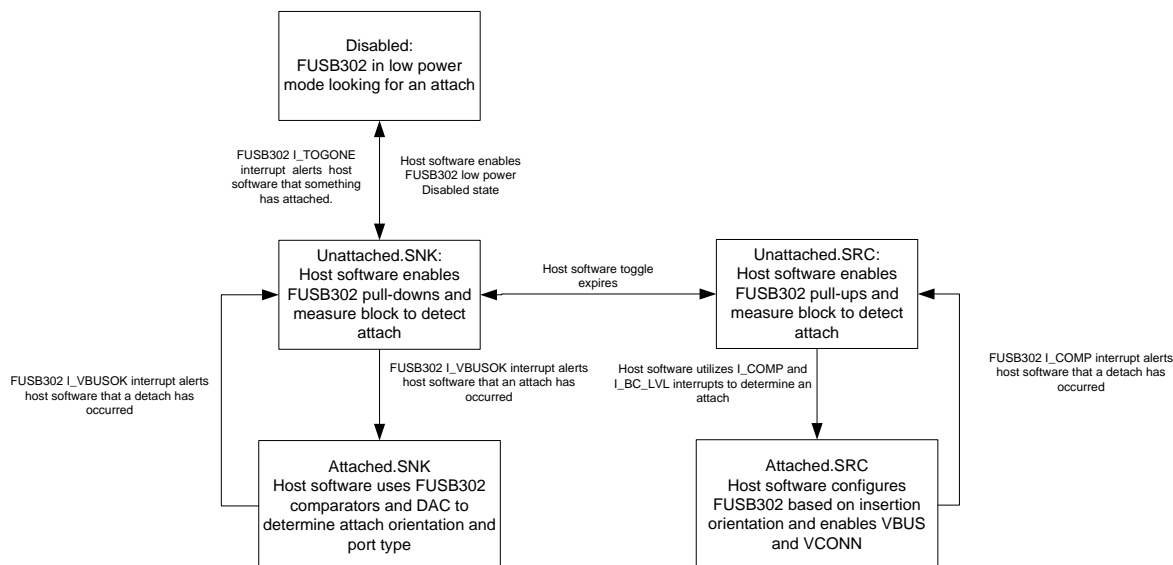 Disabled:
FUSB302 in low power
mode looking for an attach
FUSB302 I_TOGONE
interrupt alerts host
software that something
has attached.
Host software enables
FUSB302 low power
Disabled state
Unattached.SNK:
Host software enables
FUSB302 pull-downs and
measure block to detect
attach
Host software toggle
expires
Unattached.SRC:
Host software enables
FUSB302 pull-ups and
measure block to detect
attach
FUSB302 I_VBUSOK interrupt alerts
host software that a detach has
occurred
FUSB302 I_VBUSOK interrupt alerts
host software that an attach has
occurred
Host software utilizes I_COMP and
I_BC_LVL interrupts to determine an
attach
FUSB302 I_COMP interrupt alerts
host software that a detach has
occurred
Attached.SNK
Host software uses FUSB302
comparators and DAC to
determine attach orientation and
port type
Attached.SRC
Host software configures
FUSB302 based on insertion
orientation and enables VBUS
and VCONN